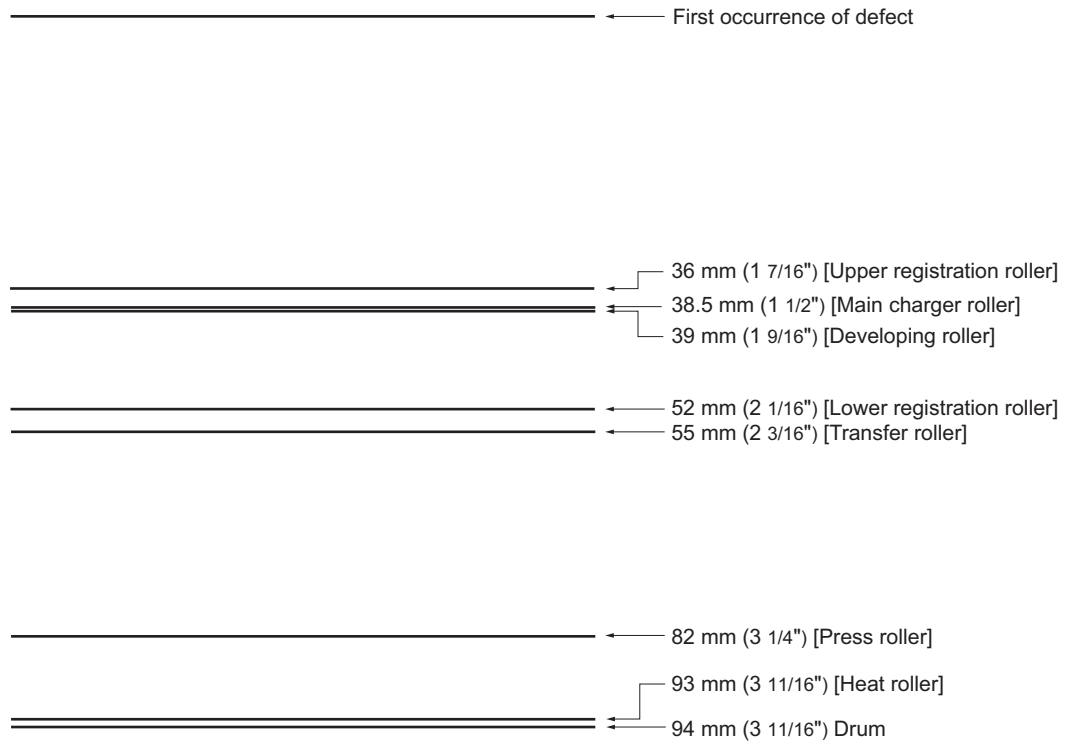 First occurrence of defect
36 mm (1 7/16") [Upper registration roller]
38.5 mm (1 1/2") [Main charger roller]
39 mm (1 9/16") [Developing roller]
52 mm (2 1/16") [Lower registration roller]
55 mm (2 3/16") [Transfer roller]
82 mm (3 1/4") [Press roller]
93 mm (3 11/16") [Heat roller]
94 mm (3 11/16") Drum